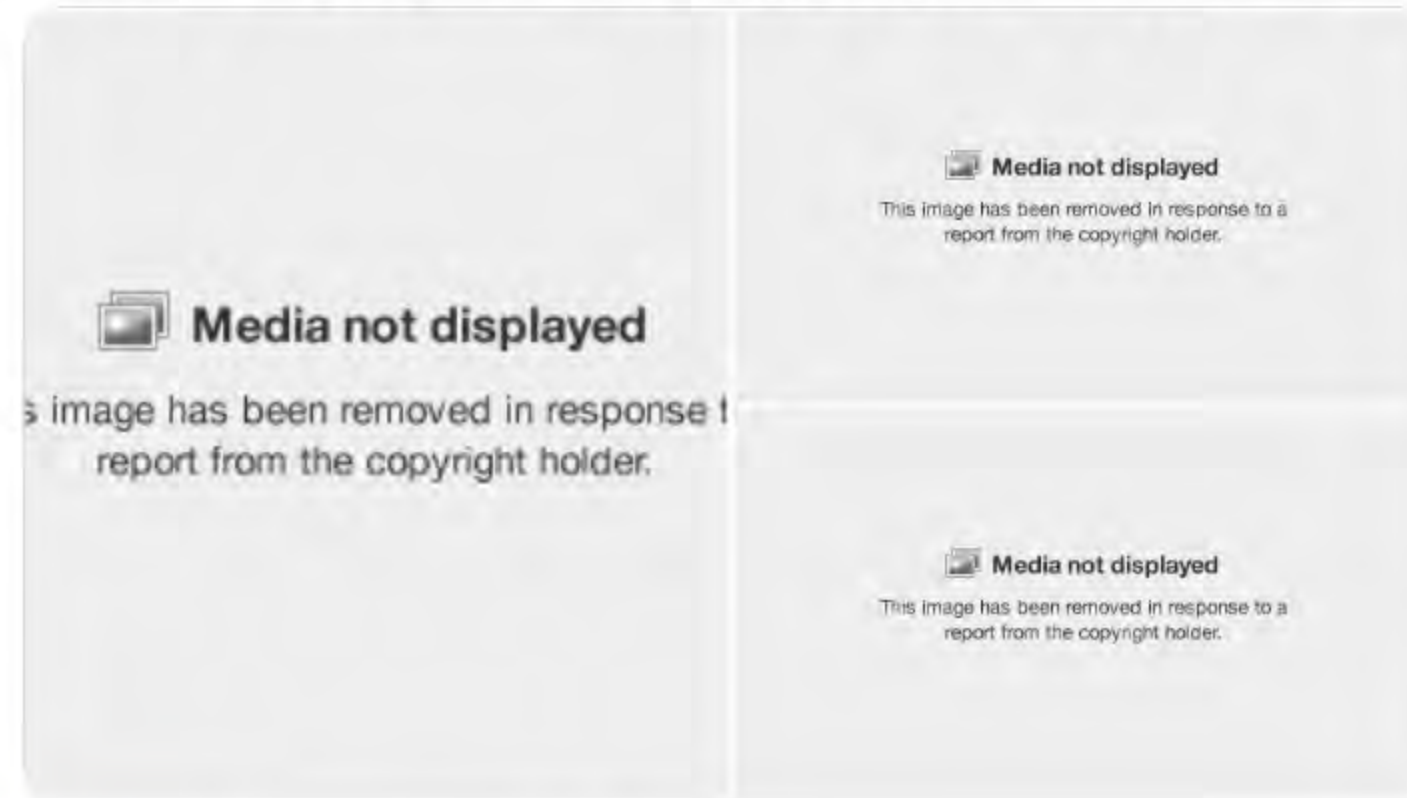 Media not displayed
s image has been removed in response t
report from the copyright holder.
Media not displayed
This image has been removed in response to a
report from the copyright holder.
Media not displayed
This image has been removed in response to a
report from the copyright holder.